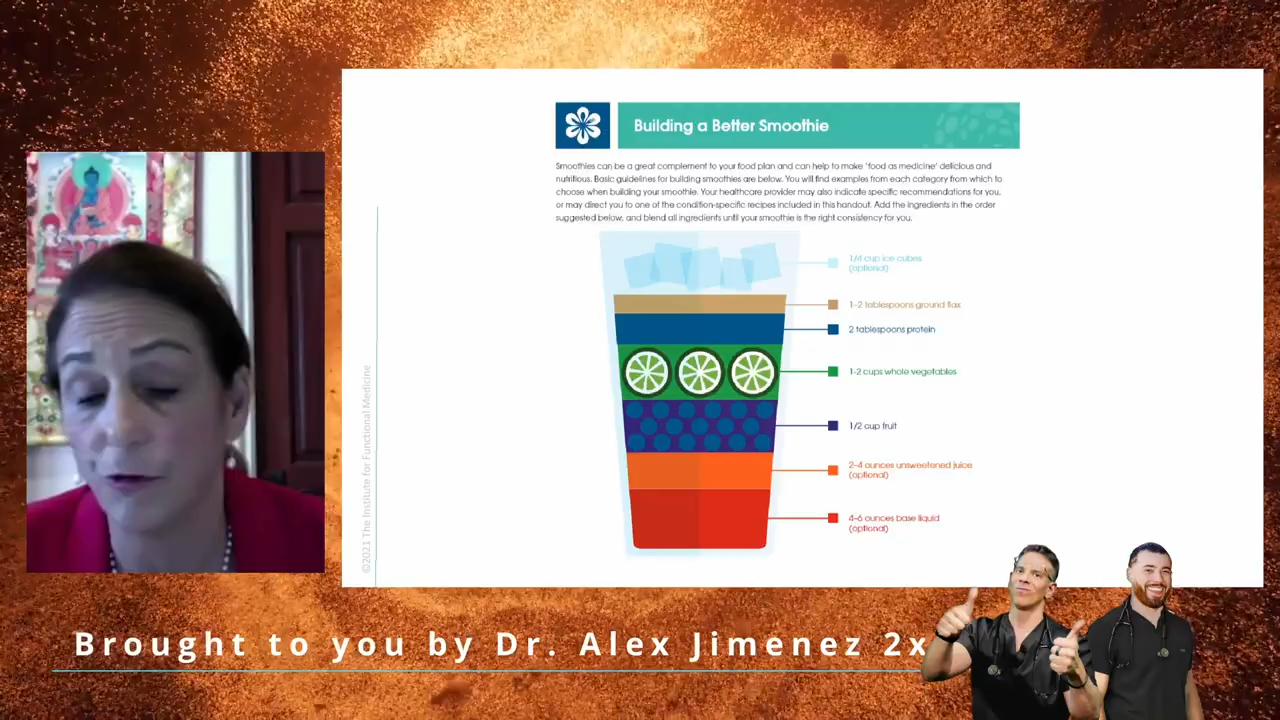 Building a Better Smoothie
Smoothies can be a great complement to your food plan and can help to make 'food as medicine' delicious and
nutritious. Basic guidelines for building smoothies are below. You will find examples from each category from which to
choose when building your smoothie. Your healthcare provider may also indicate specific recommendations for you,
or may direct you to one of the condition-specific recipes included in this handout. Add the ingredients in the order
suggested below, and blend all ingredients until your smoothie is the right consistency for you.
1/4 cup ice cubes
(optional)
1-2 tablespoons ground flax
2 tablespoons protein
1-2 cups whole vegetables
1/2 cup fruit
2-4 ounces unsweetened juice
(optional)
4-6 ounces base liquid
(optional)
©2021 The Institute for Functional Medicine
Brought to you by Dr. Alex Jimenez 2x